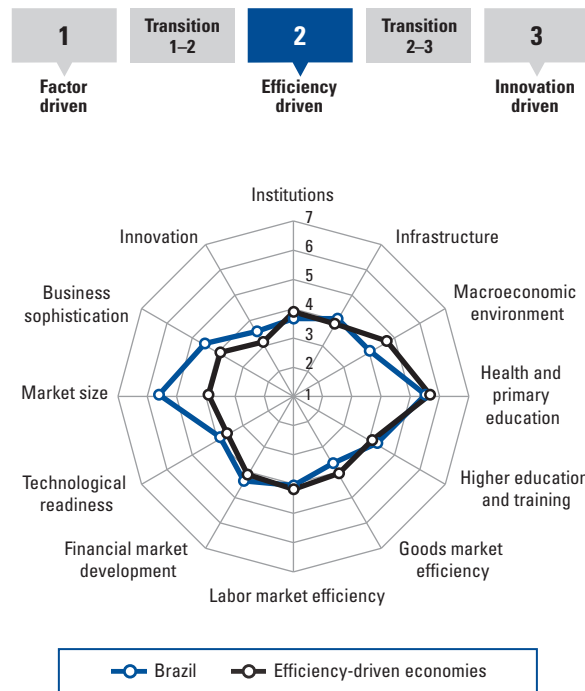 1
Transition
1–2
2
Transition
2–3
3
Factor
driven
Efficiency
driven
Innovation
driven
Institutions
7
6
5
4
3
2
1
Infrastructure
Macroeconomic
environment
Health and
primary
education
Higher education
and training
Goods market
efficiency
Labor market efficiency
Financial market
development
Technological
readiness
Market size
Business
sophistication
Innovation
Brazil
Efficiency-driven economies